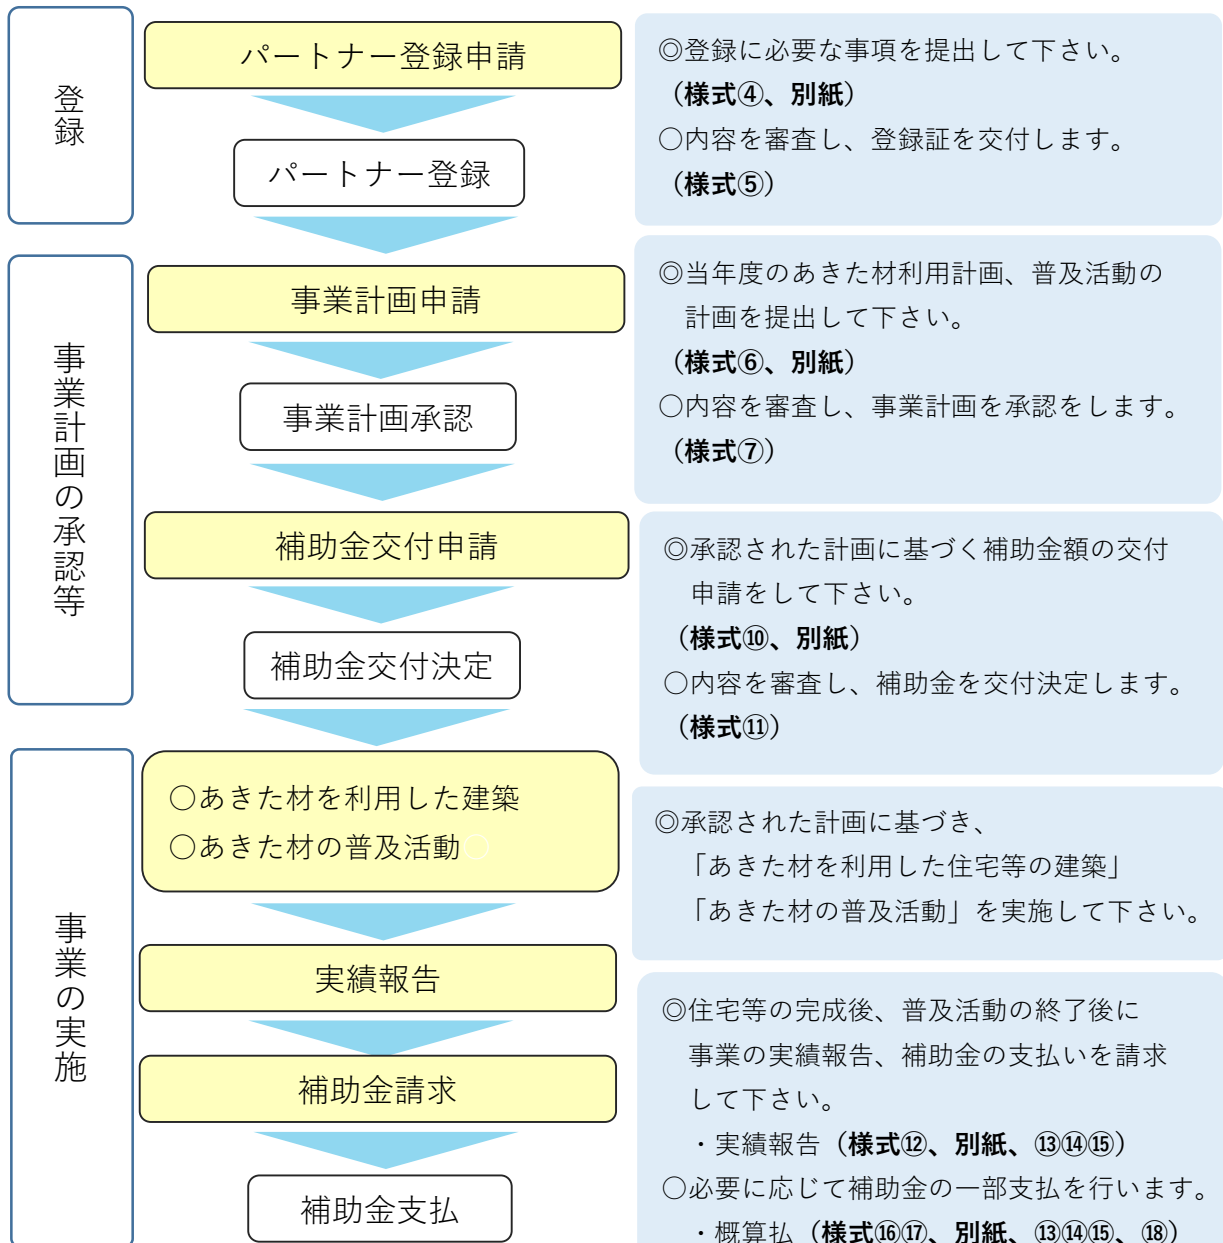 登録
パートナー登録申請
パートナー登録
◎登録に必要な事項を提出して下さい。
（様式④、別紙）
○内容を審査し、登録証を交付します。
（様式⑤）
事業計画の承認等
事業計画申請
事業計画承認
◎当年度のあきた材利用計画、普及活動の
計画を提出して下さい。
（様式⑥、別紙）
○内容を審査し、事業計画を承認をします。
（様式⑦）
補助金交付申請
補助金交付決定
◎承認された計画に基づく補助金額の交付
申請をして下さい。
（様式⑩、別紙）
○内容を審査し、補助金を交付決定します。
（様式⑪）
事業の実施
○あきた材を利用した建築
○あきた材の普及活動○
◎承認された計画に基づき、
「あきた材を利用した住宅等の建築」
「あきた材の普及活動」を実施して下さい。
実績報告
補助金請求
補助金支払
◎住宅等の完成後、普及活動の終了後に
事業の実績報告、補助金の支払いを請求
して下さい。
・実績報告（様式⑫、別紙、⑬⑭⑮）
○必要に応じて補助金の一部支払を行います。
・概算払（様式⑯⑰、別紙、⑬⑭⑮、⑱）